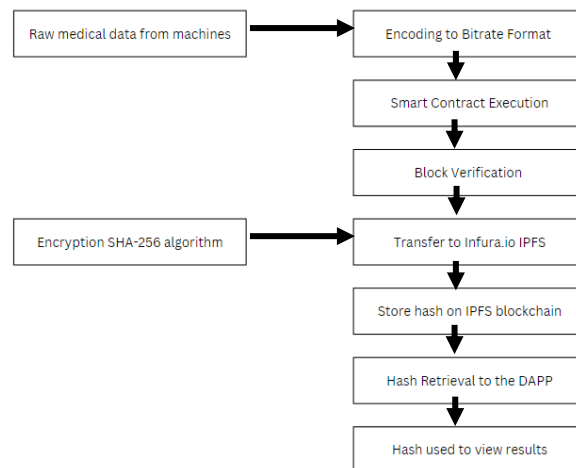 Raw medical data from machines
Encoding to Bitrate Format
Smart Contract Execution
Block Verification
Encryption SHA-256 algorithm
Transfer to Infura.io IPFS
Store hash on IPFS blockchain
Hash Retrieval to the DAPP
Hash used to view results